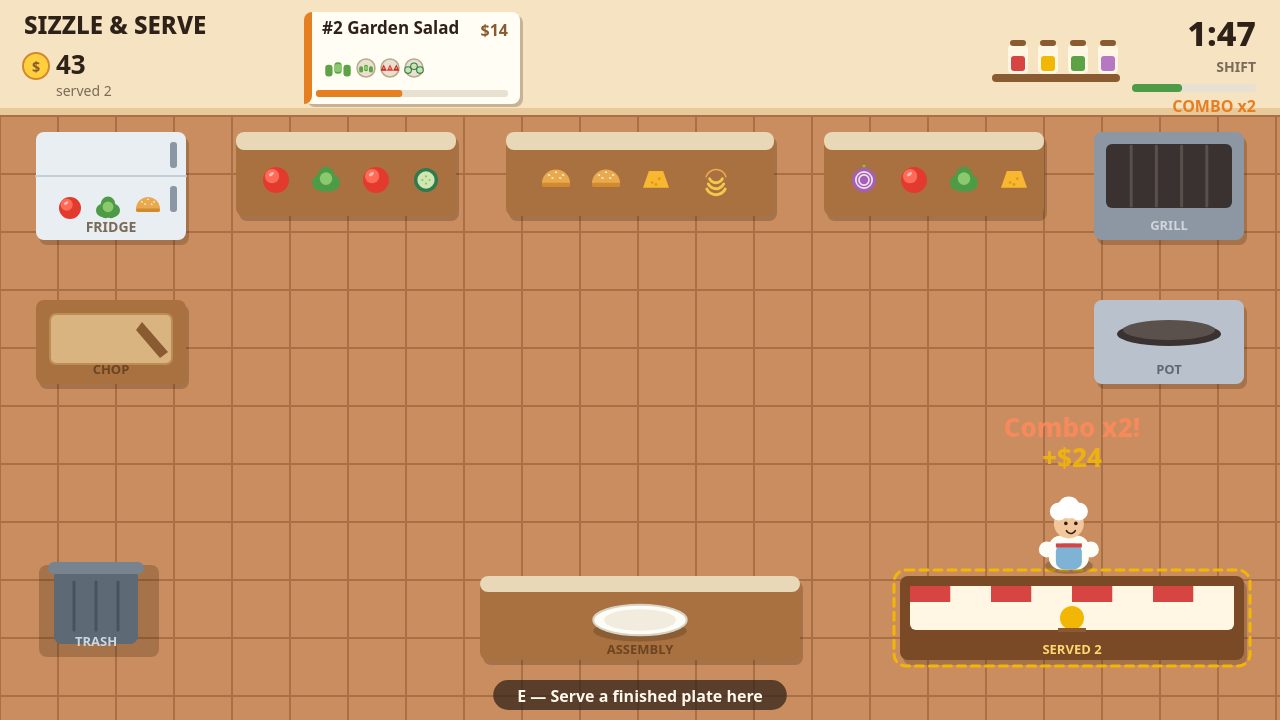 SIZZLE & SERVE
$ 43
served 2
#2 Garden Salad $14
1:47
SHIFT
COMBO x2
FRIDGE
GRILL
CHOP
POT
Combo x2!
+$24
TRASH
ASSEMBLY
SERVED 2
E — Serve a finished plate here